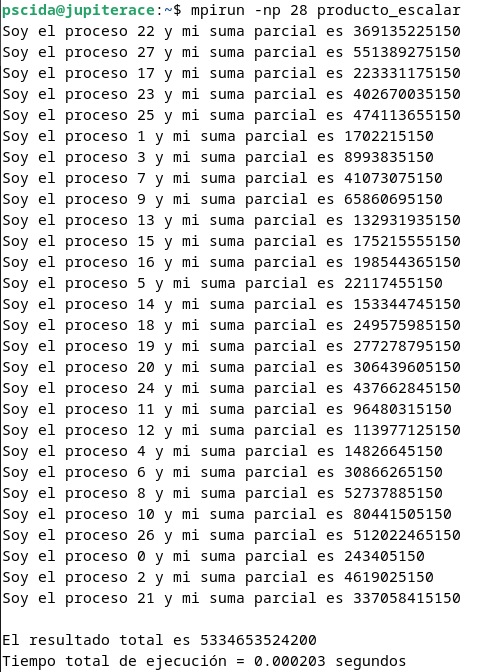 pscida@jupiterace:~$ mpirun -np 28 producto_escalar
Soy el proceso 22 y mi suma parcial es 369135225150
Soy el proceso 27 y mi suma parcial es 551389275150
Soy el proceso 17 y mi suma parcial es 223331175150
Soy el proceso 23 y mi suma parcial es 402670035150
Soy el proceso 25 y mi suma parcial es 474113655150
Soy el proceso 1 y mi suma parcial es 1702215150
Soy el proceso 3 y mi suma parcial es 8993835150
Soy el proceso 7 y mi suma parcial es 41073075150
Soy el proceso 9 y mi suma parcial es 65860695150
Soy el proceso 13 y mi suma parcial es 132931935150
Soy el proceso 15 y mi suma parcial es 175215555150
Soy el proceso 16 y mi suma parcial es 198544365150
Soy el proceso 5 y mi suma parcial es 22117455150
Soy el proceso 14 y mi suma parcial es 153344745150
Soy el proceso 18 y mi suma parcial es 249575985150
Soy el proceso 19 y mi suma parcial es 277278795150
Soy el proceso 20 y mi suma parcial es 306439605150
Soy el proceso 24 y mi suma parcial es 437662845150
Soy el proceso 11 y mi suma parcial es 96480315150
Soy el proceso 12 y mi suma parcial es 113977125150
Soy el proceso 4 y mi suma parcial es 14826645150
Soy el proceso 6 y mi suma parcial es 30866265150
Soy el proceso 8 y mi suma parcial es 52737885150
Soy el proceso 10 y mi suma parcial es 80441505150
Soy el proceso 26 y mi suma parcial es 512022465150
Soy el proceso 0 y mi suma parcial es 243405150
Soy el proceso 2 y mi suma parcial es 4619025150
Soy el proceso 21 y mi suma parcial es 337058415150
El resultado total es 5334653524200
Tiempo total de ejecución = 0.000203 segundos